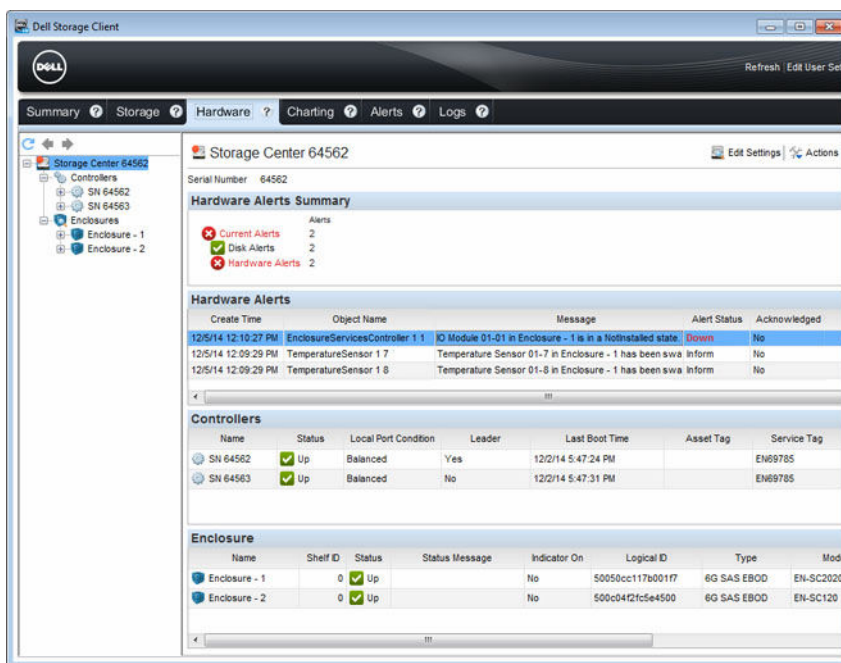 Dell Storage Client
DELL
Refresh Edit User Set
Summary ? Storage ? Hardware ? Charting ? Alerts ? Logs ?
Storage Center 64562
Controllers
SN 64562
SN 64563
Enclosures
Enclosure - 1
Enclosure - 2
Storage Center 64562 Edit Settings Actions
Serial Number 64562
Hardware Alerts Summary
Alerts
Current Alerts 2
Disk Alerts 2
Hardware Alerts 2
Hardware Alerts
Create Time Object Name Message Alert Status Acknowledged
12/5/14 12:10:27 PM EnclosureServicesController 1 1 IO Module 01-01 in Enclosure - 1 is in a NotInstalled state. Down No
12/5/14 12:09:29 PM TemperatureSensor 1 7 Temperature Sensor 01-7 in Enclosure - 1 has been swa Inform No
12/5/14 12:09:29 PM TemperatureSensor 1 8 Temperature Sensor 01-8 in Enclosure - 1 has been swa Inform No
Controllers
Name Status Local Port Condition Leader Last Boot Time Asset Tag Service Tag
SN 64562 Up Balanced Yes 12/2/14 5:47:24 PM EN69785
SN 64563 Up Balanced No 12/2/14 5:47:31 PM EN69785
Enclosure
Name Shelf ID Status Status Message Indicator On Logical ID Type Mod
Enclosure - 1 0 Up No 50050cc117b001f7 6G SAS EBOD EN-SC2020
Enclosure - 2 0 Up No 500c04f2fc5e4500 6G SAS EBOD EN-SC120